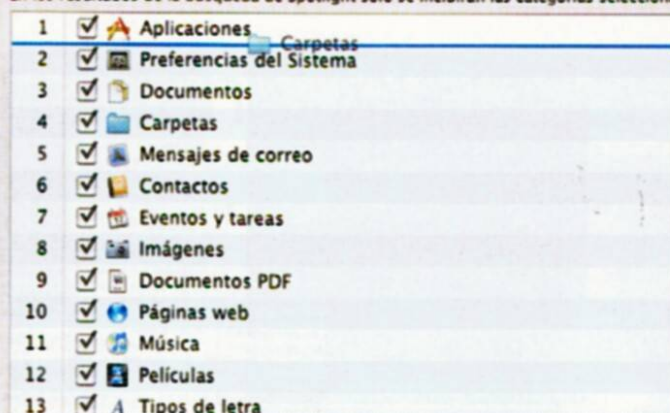 1 Aplicaciones
Carpetas
2 Preferencias del Sistema
3 Documentos
4 Carpetas
5 Mensajes de correo
6 Contactos
7 Eventos y tareas
8 Imágenes
9 Documentos PDF
10 Páginas web
11 Música
12 Películas
13 Tipos de letra